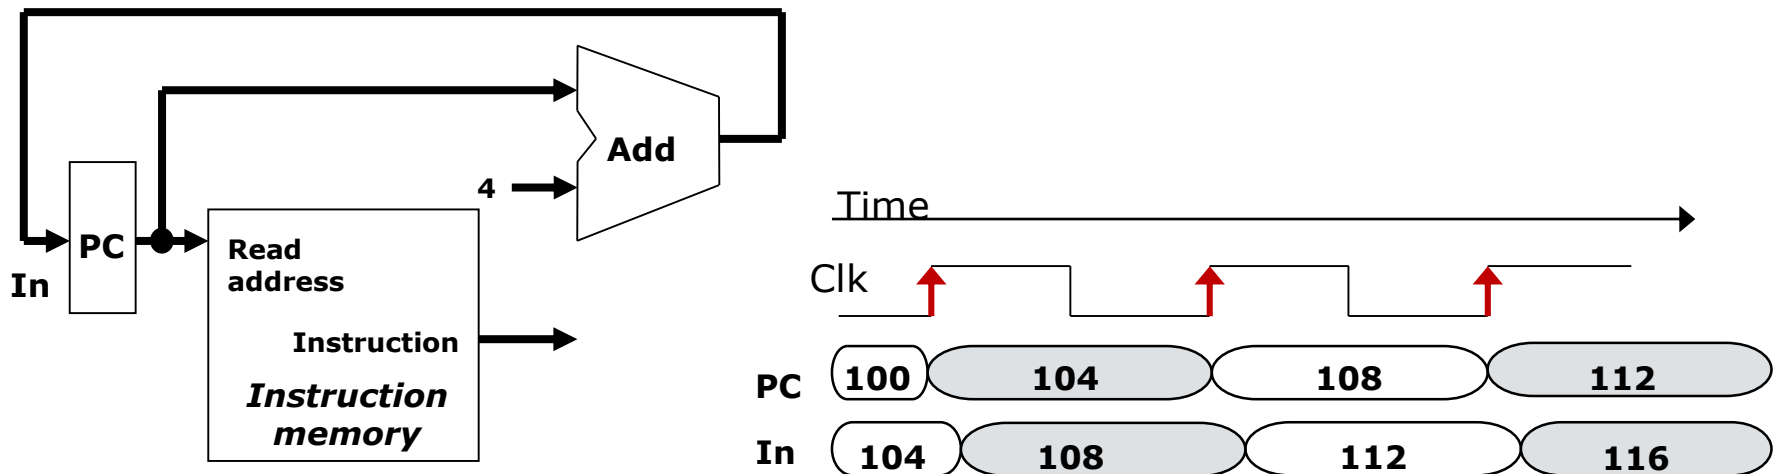 Add
4
PC
In
Read
address
Instruction
Instruction
memory
Time
Clk
PC 100 104 108 112
In 104 108 112 116